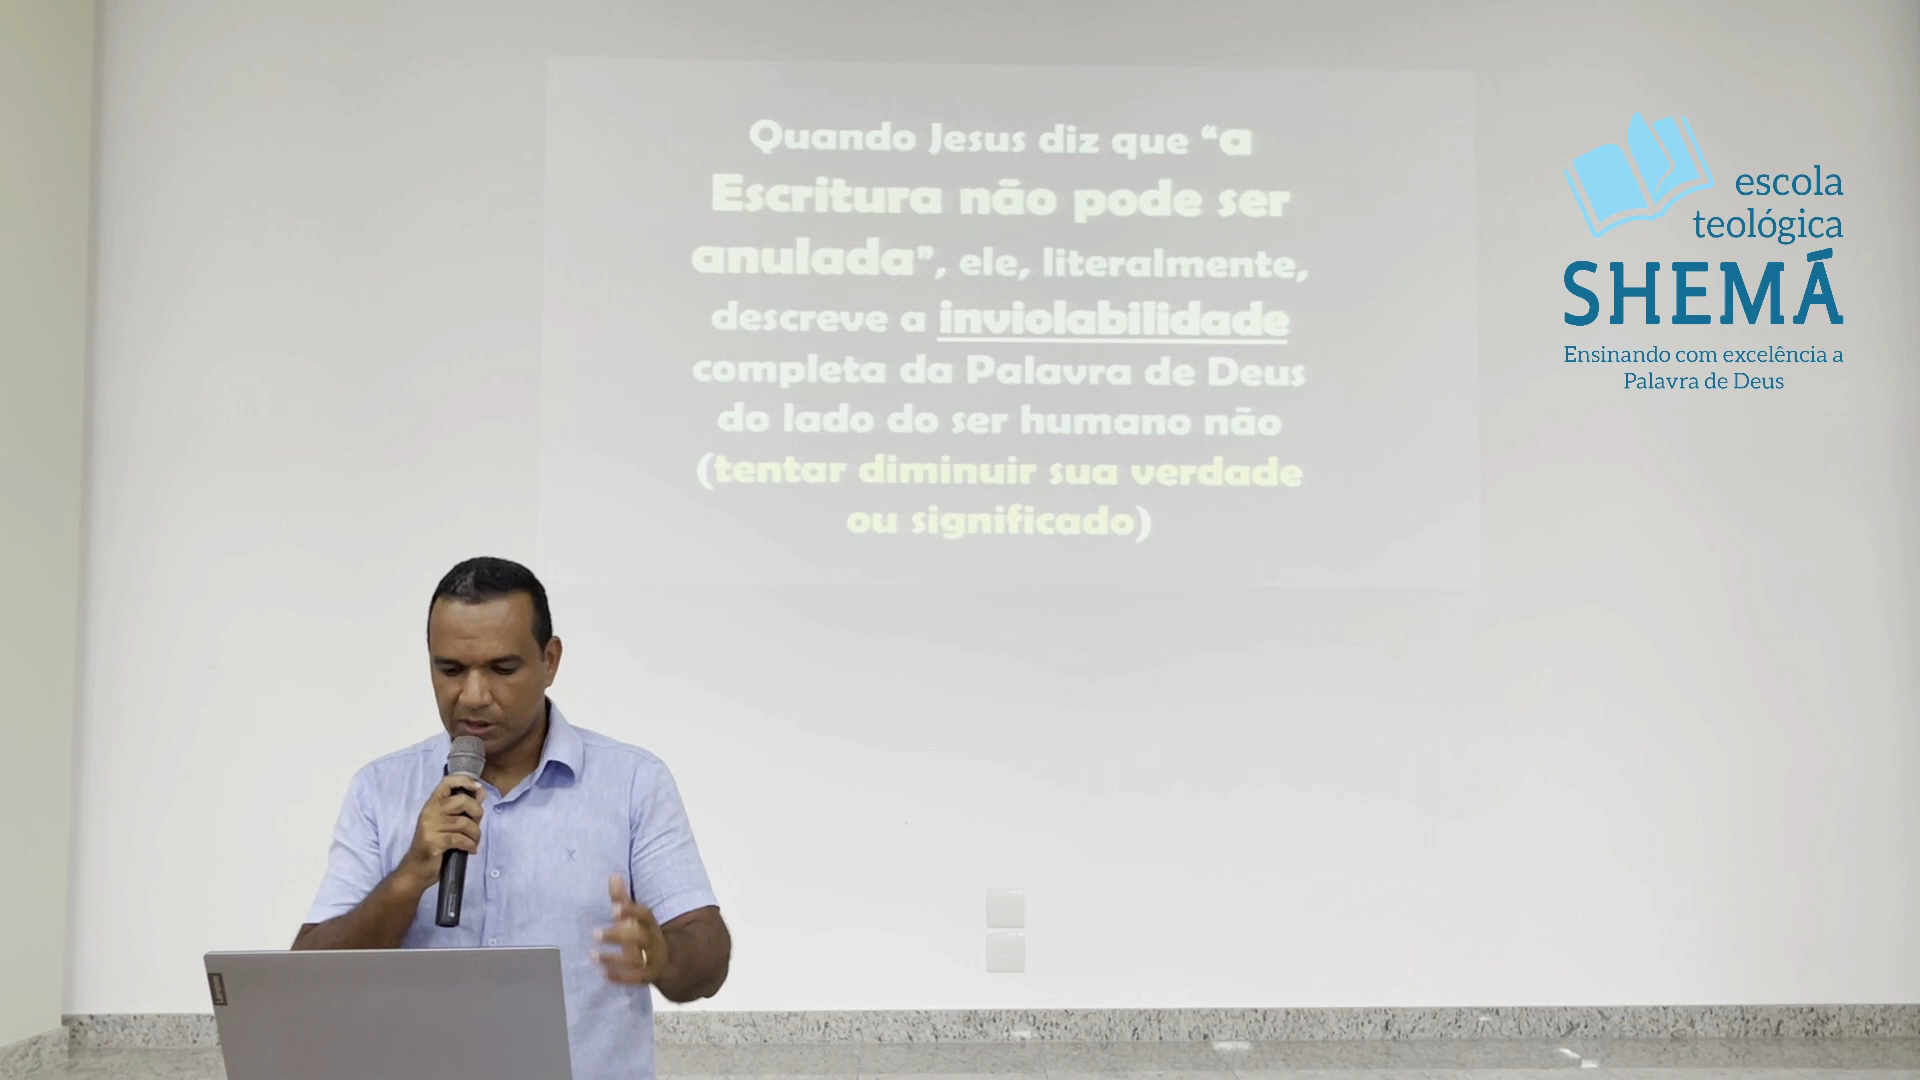 Quando Jesus diz que “a
Escritura não pode ser
anulada”, ele, literalmente,
descreve a inviolabilidade
completa da Palavra de Deus
do lado do ser humano não
(tentar diminuir sua verdade
ou significado)
escola
teológica
SHEMÁ
Ensinando com excelência a
Palavra de Deus
Lenovo